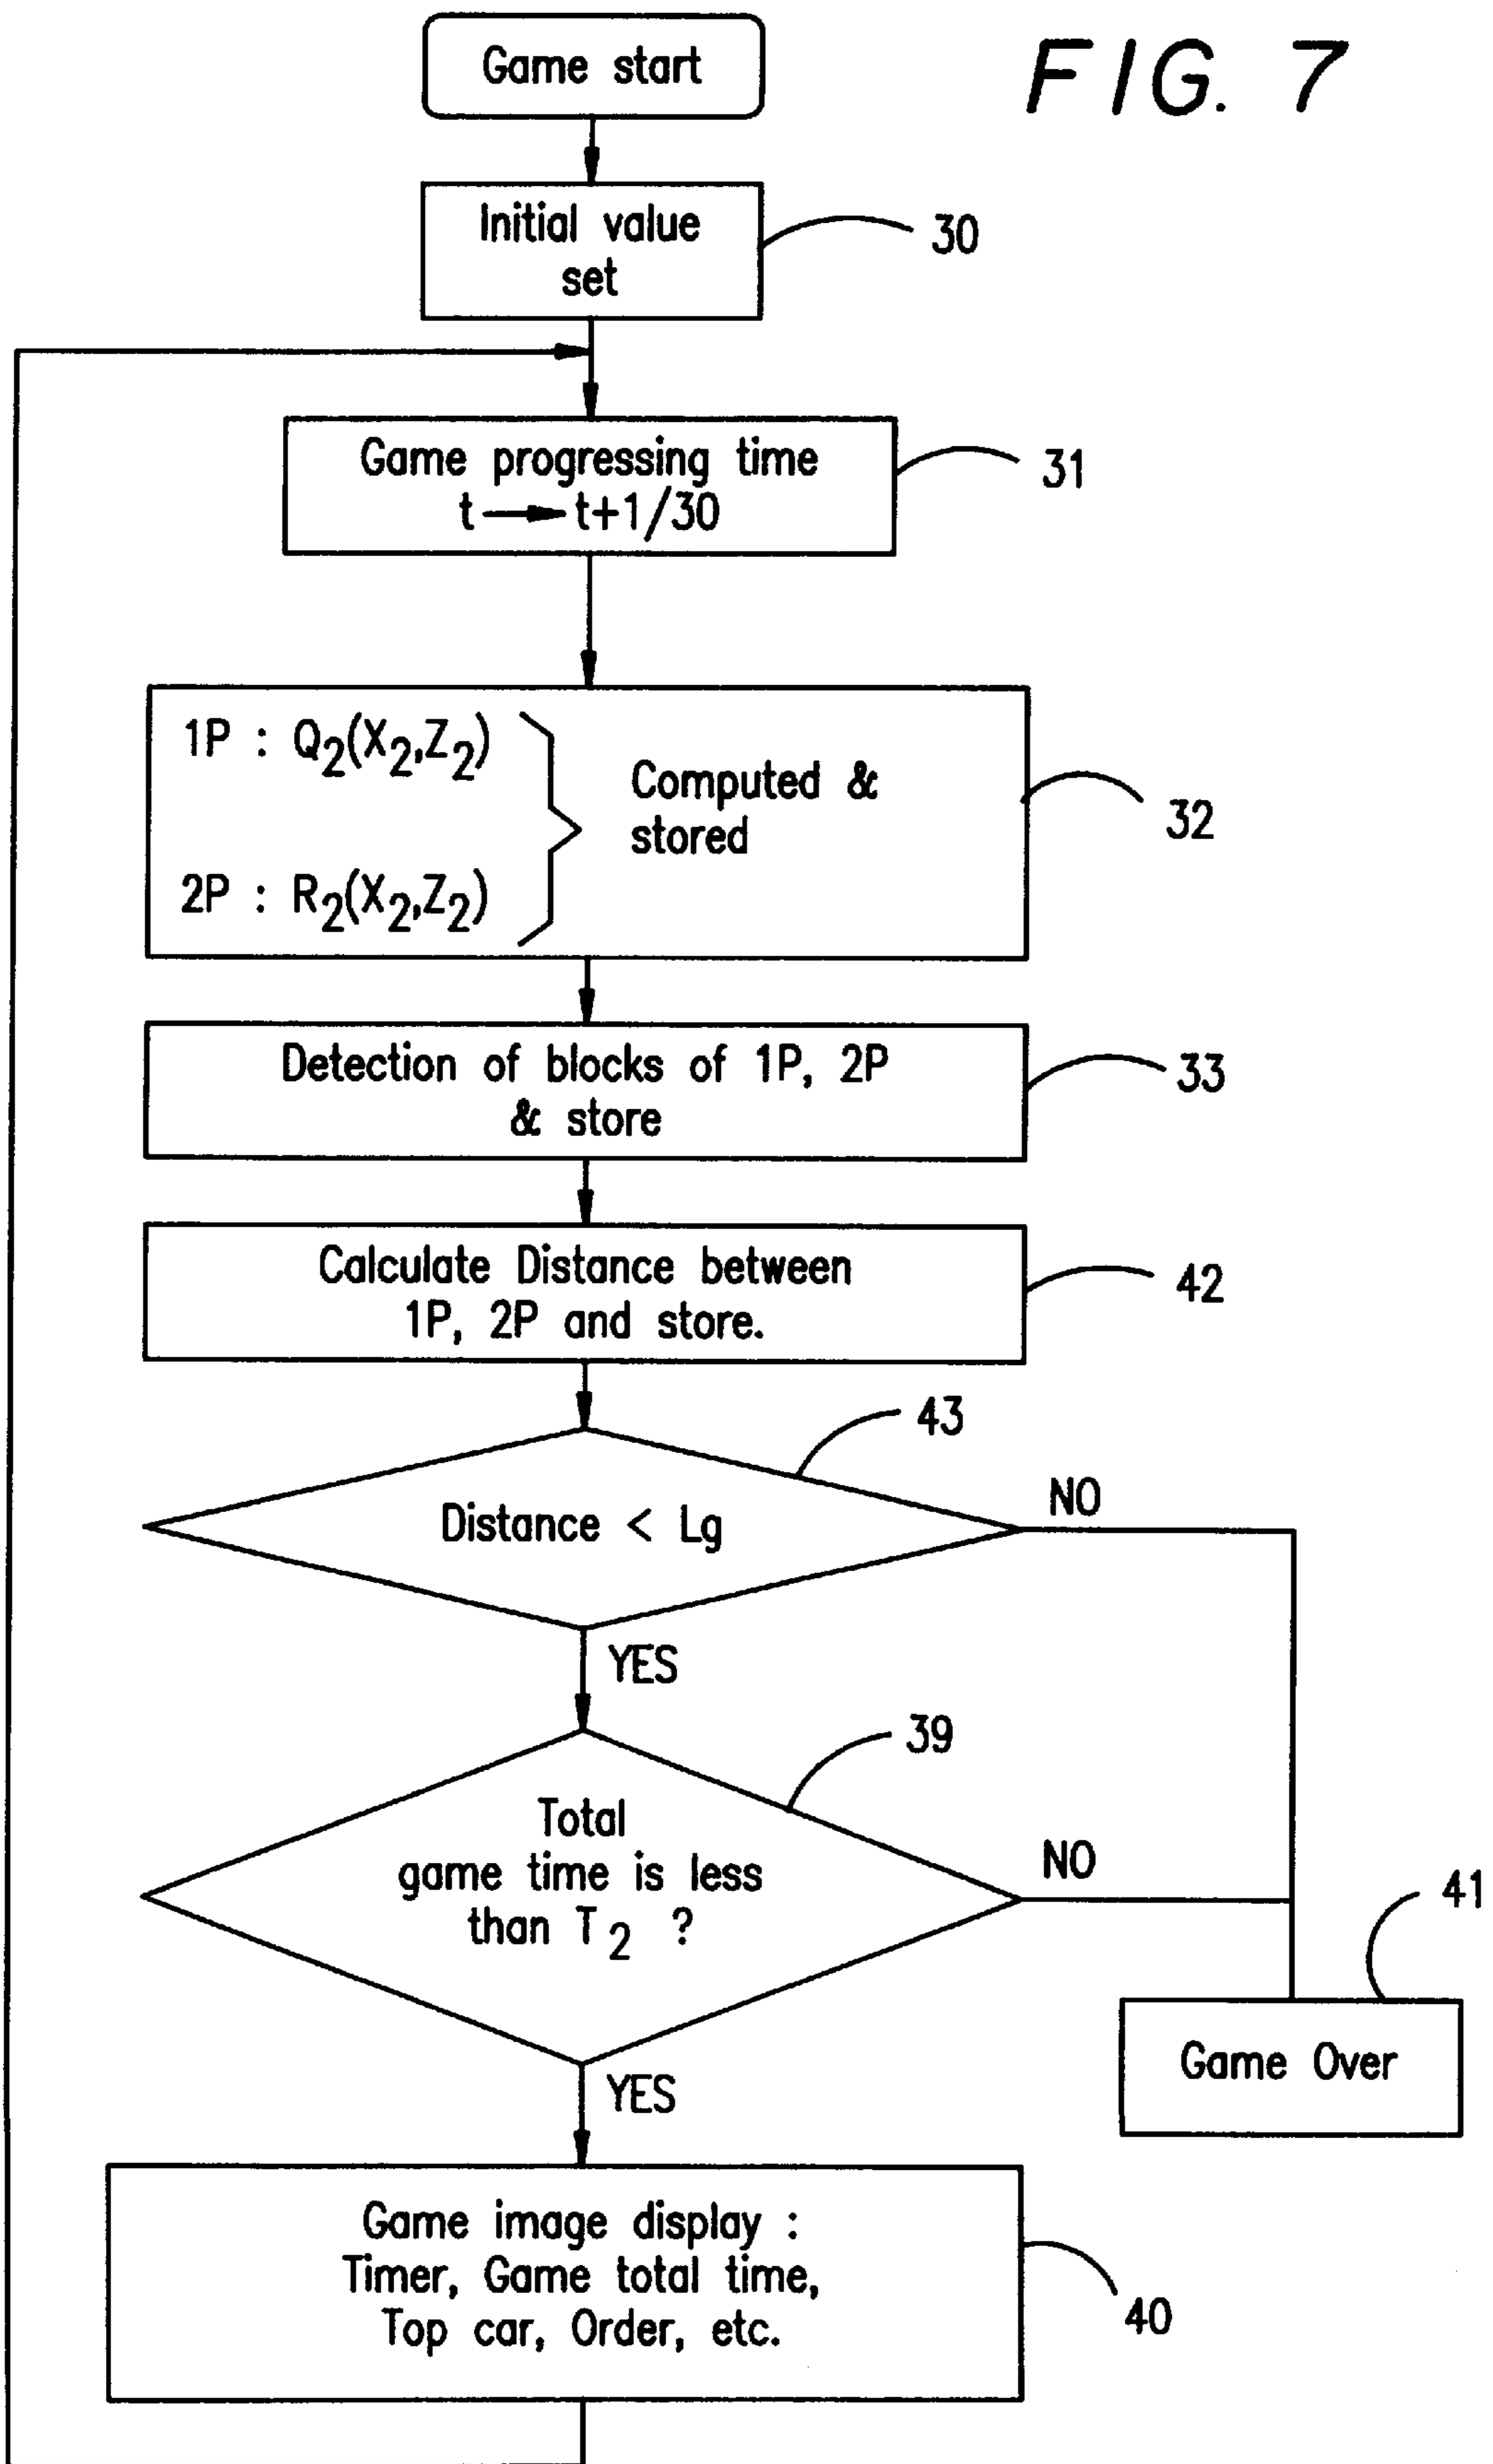 FIG. 7
Game start
Initial value
set
30
Game progressing time
t → t+1/30
31
1P : Q₂(X₂,Z₂)
Computed &
stored
2P : R₂(X₂,Z₂)
32
Detection of blocks of 1P, 2P
& store
33
Calculate Distance between
1P, 2P and store.
42
43
Distance < Lg
NO
YES
39
Total
game time is less
than T₂ ?
NO
41
Game Over
YES
Game image display :
Timer, Game total time,
Top car, Order, etc.
40